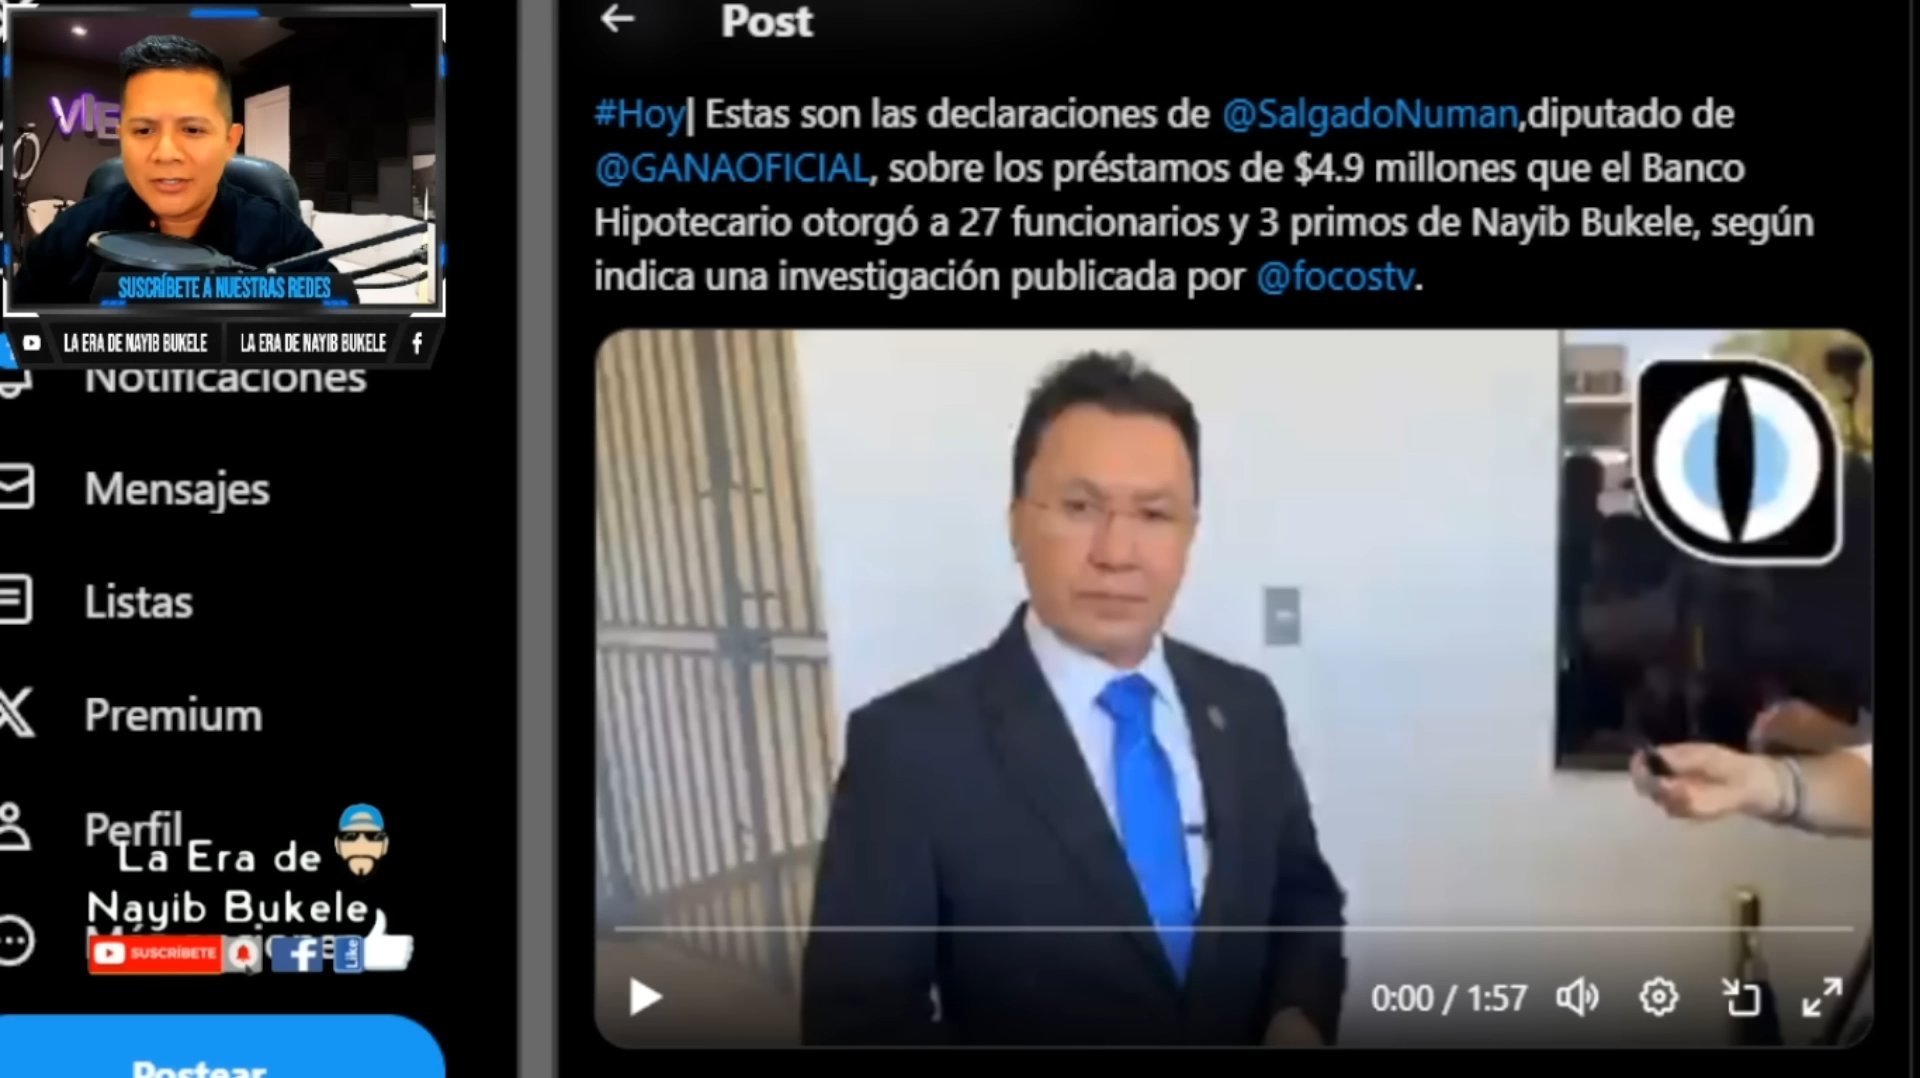 Post
#Hoy| Estas son las declaraciones de @SalgadoNuman,diputado de
@GANAOFICIAL, sobre los préstamos de $4.9 millones que el Banco
Hipotecario otorgó a 27 funcionarios y 3 primos de Nayib Bukele, según
indica una investigación publicada por @focostv.
SUSCRÍBETE A NUESTRAS REDES
LA ERA DE NAYIB BUKELE
LA ERA DE NAYIB BUKELE
Notificaciones
Mensajes
Listas
Premium
Perfil
La Era de
Nayib Bukele
SUSCRÍBETE
Like
Postear
0:00 / 1:57